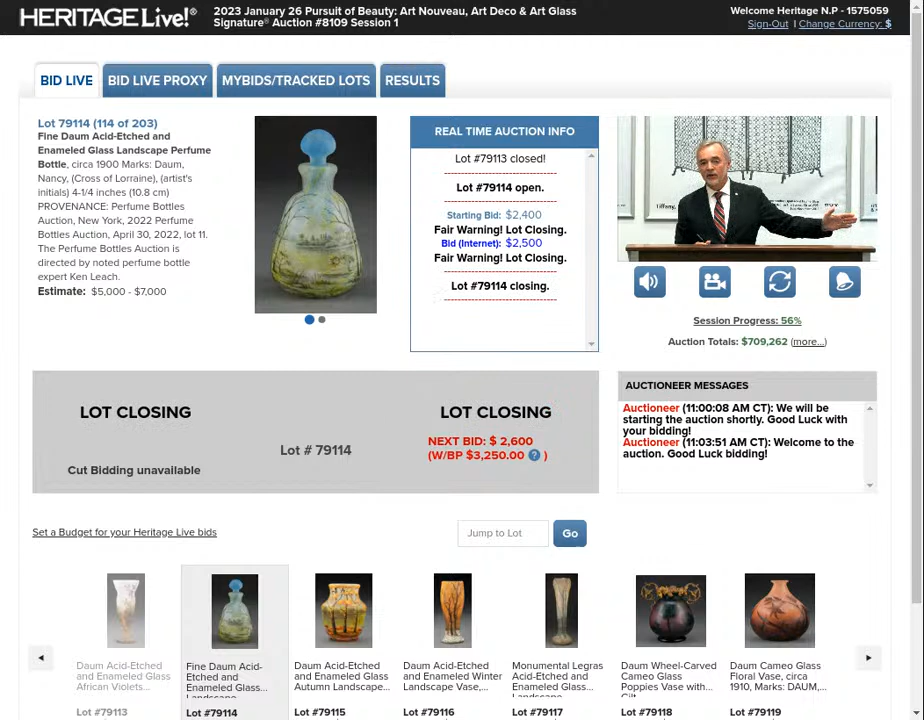 HERITAGE Live!®
2023 January 26 Pursuit of Beauty: Art Nouveau, Art Deco & Art Glass
Signature® Auction #8109 Session 1
Welcome Heritage N.P - 1575059
Sign-Out | Change Currency: $
BID LIVE
BID LIVE PROXY
MYBIDS/TRACKED LOTS
RESULTS
Lot 79114 (114 of 203)
Fine Daum Acid-Etched and
Enameled Glass Landscape Perfume
Bottle, circa 1900 Marks: Daum,
Nancy, (Cross of Lorraine), (artist's
initials) 4-1/4 inches (10.8 cm)
PROVENANCE: Perfume Bottles
Auction, New York, 2022 Perfume
Bottles Auction, April 30, 2022, lot 11.
The Perfume Bottles Auction is
directed by noted perfume bottle
expert Ken Leach.
Estimate: $5,000 - $7,000
REAL TIME AUCTION INFO
Lot #79113 closed!
Lot #79114 open.
Starting Bid: $2,400
Fair Warning! Lot Closing.
Bid (Internet): $2,500
Fair Warning! Lot Closing.
Lot #79114 closing.
Tiffany,
Session Progress: 56%
Auction Totals: $709,262 (more...)
LOT CLOSING
Cut Bidding unavailable
Lot # 79114
LOT CLOSING
NEXT BID: $ 2,600
(W/BP $3,250.00 ? )
AUCTIONEER MESSAGES
Auctioneer (11:00:08 AM CT): We will be
starting the auction shortly. Good Luck with
your bidding!
Auctioneer (11:03:51 AM CT): Welcome to the
auction. Good Luck bidding!
Set a Budget for your Heritage Live bids
Jump to Lot
Go
Daum Acid-Etched
and Enameled Glass
African Violets...
Lot #79113
Fine Daum Acid-
Etched and
Enameled Glass
Landscape...
Lot #79114
Daum Acid-Etched
and Enameled Glass
Autumn Landscape...
Lot #79115
Daum Acid-Etched
and Enameled Winter
Landscape Vase,...
Lot #79116
Monumental Legras
Acid-Etched and
Enameled Glass
Landscape...
Lot #79117
Daum Wheel-Carved
Cameo Glass
Poppies Vase with...
Lot #79118
Daum Cameo Glass
Floral Vase, circa
1910, Marks: DAUM,...
Lot #79119